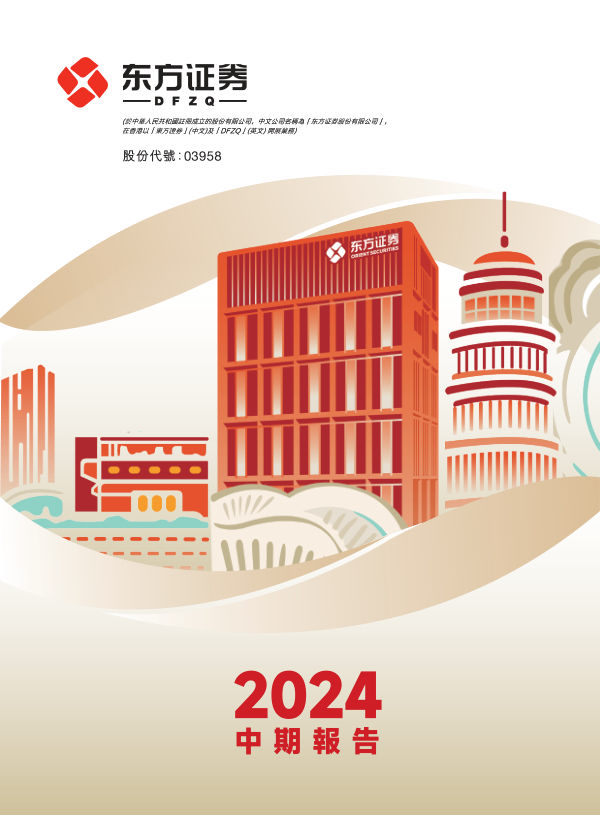 东方证券
DFZQ
(於中華人民共和國註冊成立的股份有限公司，中文公司名稱為「东方证券股份有限公司」，
在香港以「東方證券」(中文)及「DFZQ」(英文)開展業務)
股份代號：03958
东方证券
ORIENT SECURITIES
2024
中期報告